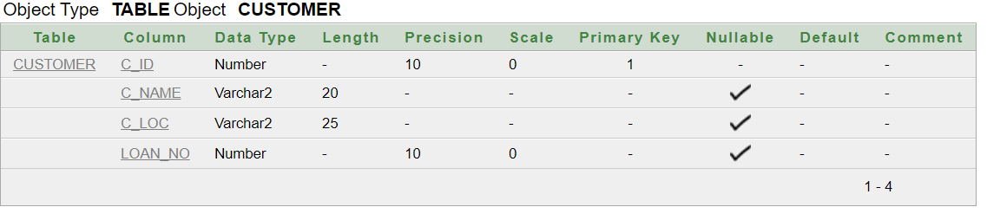 Object Type TABLE Object CUSTOMER
Table Column Data Type Length Precision Scale Primary Key Nullable Default Comment
CUSTOMER C_ID Number - 10 0 1 - - -
C_NAME Varchar2 20 - - - - -
C_LOC Varchar2 25 - - - - -
LOAN_NO Number - 10 0 - - -
1 - 4